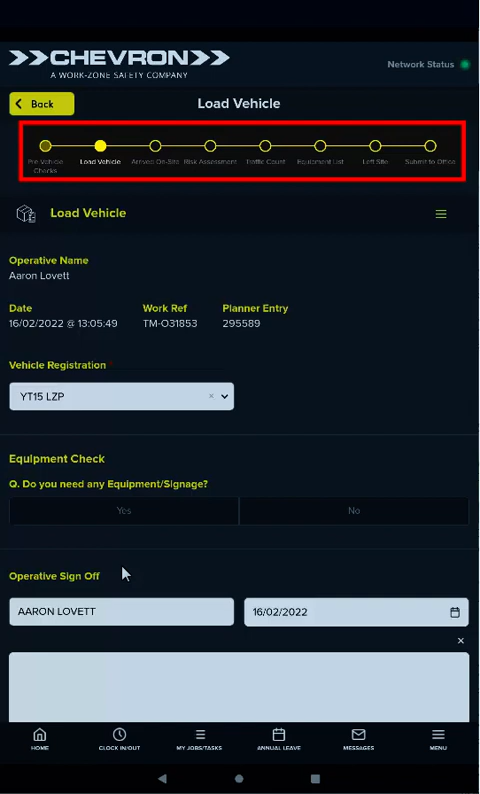 CHEVRON
A WORK-ZONE SAFETY COMPANY
Network Status
Back
Load Vehicle
Pre Vehicle Checks
Load Vehicle
Arrived On-Site
Risk Assessment
Traffic Count
Equipment List
Left Site
Submit to Office
Load Vehicle
Operative Name
Aaron Lovett
Date Work Ref Planner Entry
16/02/2022 @ 13:05:49 TM-O31853 295589
Vehicle Registration
YT15 LZP
Equipment Check
Q. Do you need any Equipment/Signage?
Yes No
Operative Sign Off
AARON LOVETT 16/02/2022
HOME CLOCK IN/OUT MY JOBS/TASKS ANNUAL LEAVE MESSAGES MENU